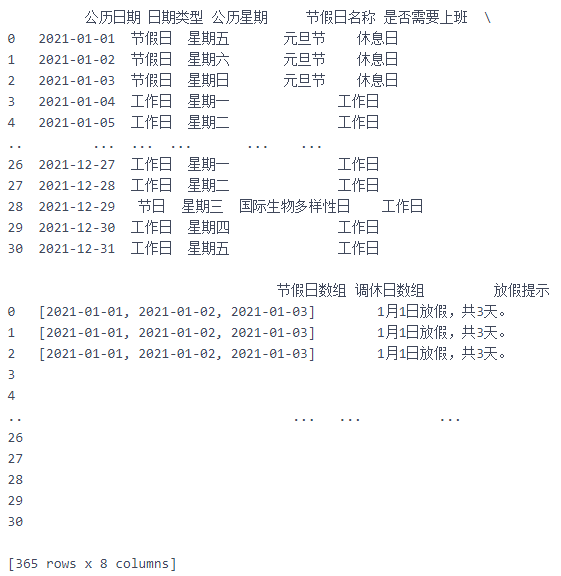 公历日期 日期类型 公历星期 节假日名称 是否需要上班 \
0 2021-01-01 节假日 星期五 元旦节 休息日
1 2021-01-02 节假日 星期六 元旦节 休息日
2 2021-01-03 节假日 星期日 元旦节 休息日
3 2021-01-04 工作日 星期一 工作日
4 2021-01-05 工作日 星期二 工作日
.. ... ... ... ... ...
26 2021-12-27 工作日 星期一 工作日
27 2021-12-28 工作日 星期二 工作日
28 2021-12-29 节日 星期三 国际生物多样性日 工作日
29 2021-12-30 工作日 星期四 工作日
30 2021-12-31 工作日 星期五 工作日
节假日数组 调休日数组 放假提示
0 [2021-01-01, 2021-01-02, 2021-01-03] 1月1日放假，共3天。
1 [2021-01-01, 2021-01-02, 2021-01-03] 1月1日放假，共3天。
2 [2021-01-01, 2021-01-02, 2021-01-03] 1月1日放假，共3天。
3
4
.. ... ... ...
26
27
28
29
30
[365 rows x 8 columns]